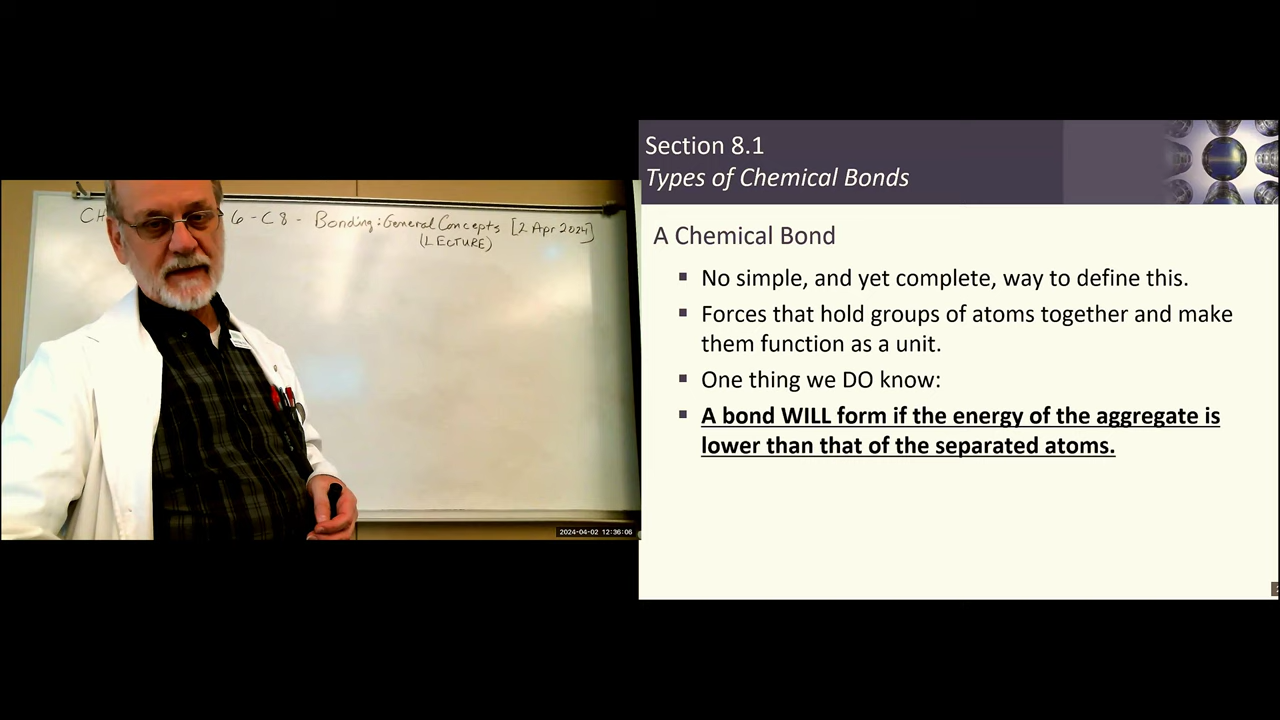 CH 6 - C8 - Bonding: General Concepts [2 Apr 2024]
(LECTURE)
2024-04-02 12:36:06
Section 8.1
Types of Chemical Bonds
A Chemical Bond
▪ No simple, and yet complete, way to define this.
▪ Forces that hold groups of atoms together and make
them function as a unit.
▪ One thing we DO know:
▪ A bond WILL form if the energy of the aggregate is
lower than that of the separated atoms.